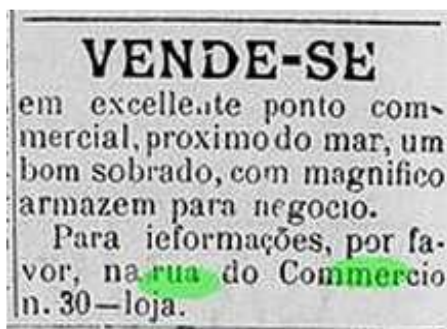 VENDE-SE
em excellente ponto com-
mercial, proximo do mar, um
bom sobrado, com magnifico
armazem para negocio.
Para ieformações, por fa-
vor, na rua do Commercio
n. 30—loja.